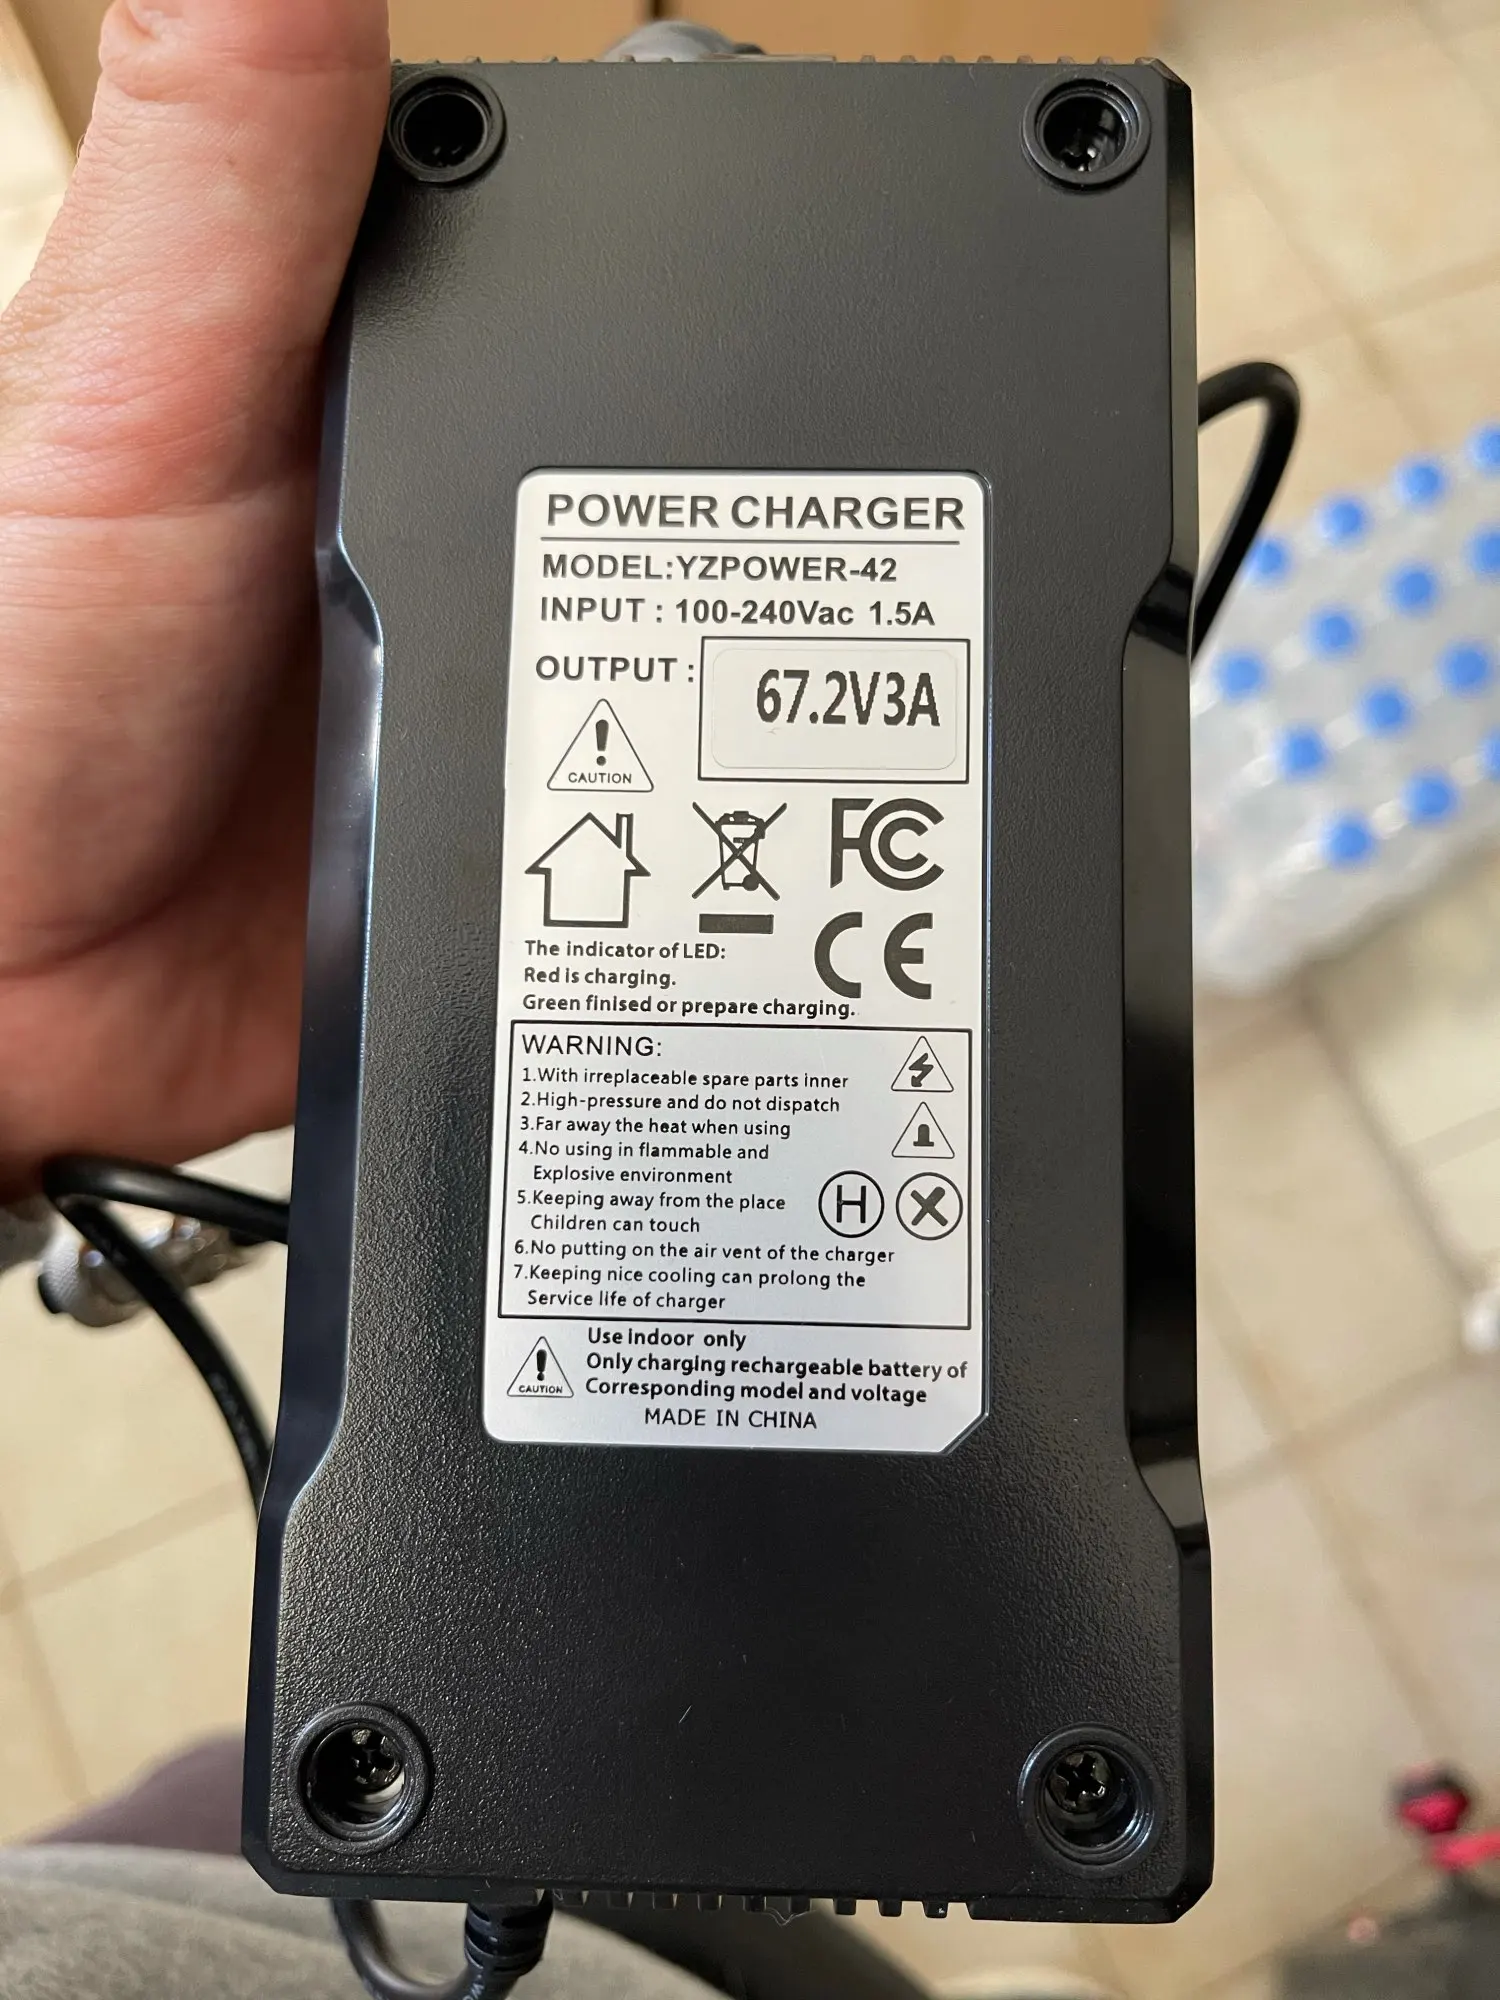 POWER CHARGER
MODEL:YZPOWER-42
INPUT : 100-240Vac 1.5A
OUTPUT :
67.2V3A
CAUTION
FC
CE
The indicator of LED:
Red is charging.
Green finised or prepare charging.
WARNING:
1.With irreplaceable spare parts inner
2.High-pressure and do not dispatch
3.Far away the heat when using
4.No using in flammable and
Explosive environment
5.Keeping away from the place
Children can touch
H
6.No putting on the air vent of the charger
7.Keeping nice cooling can prolong the
Service life of charger
CAUTION
Use indoor only
Only charging rechargeable battery of
Corresponding model and voltage
MADE IN CHINA